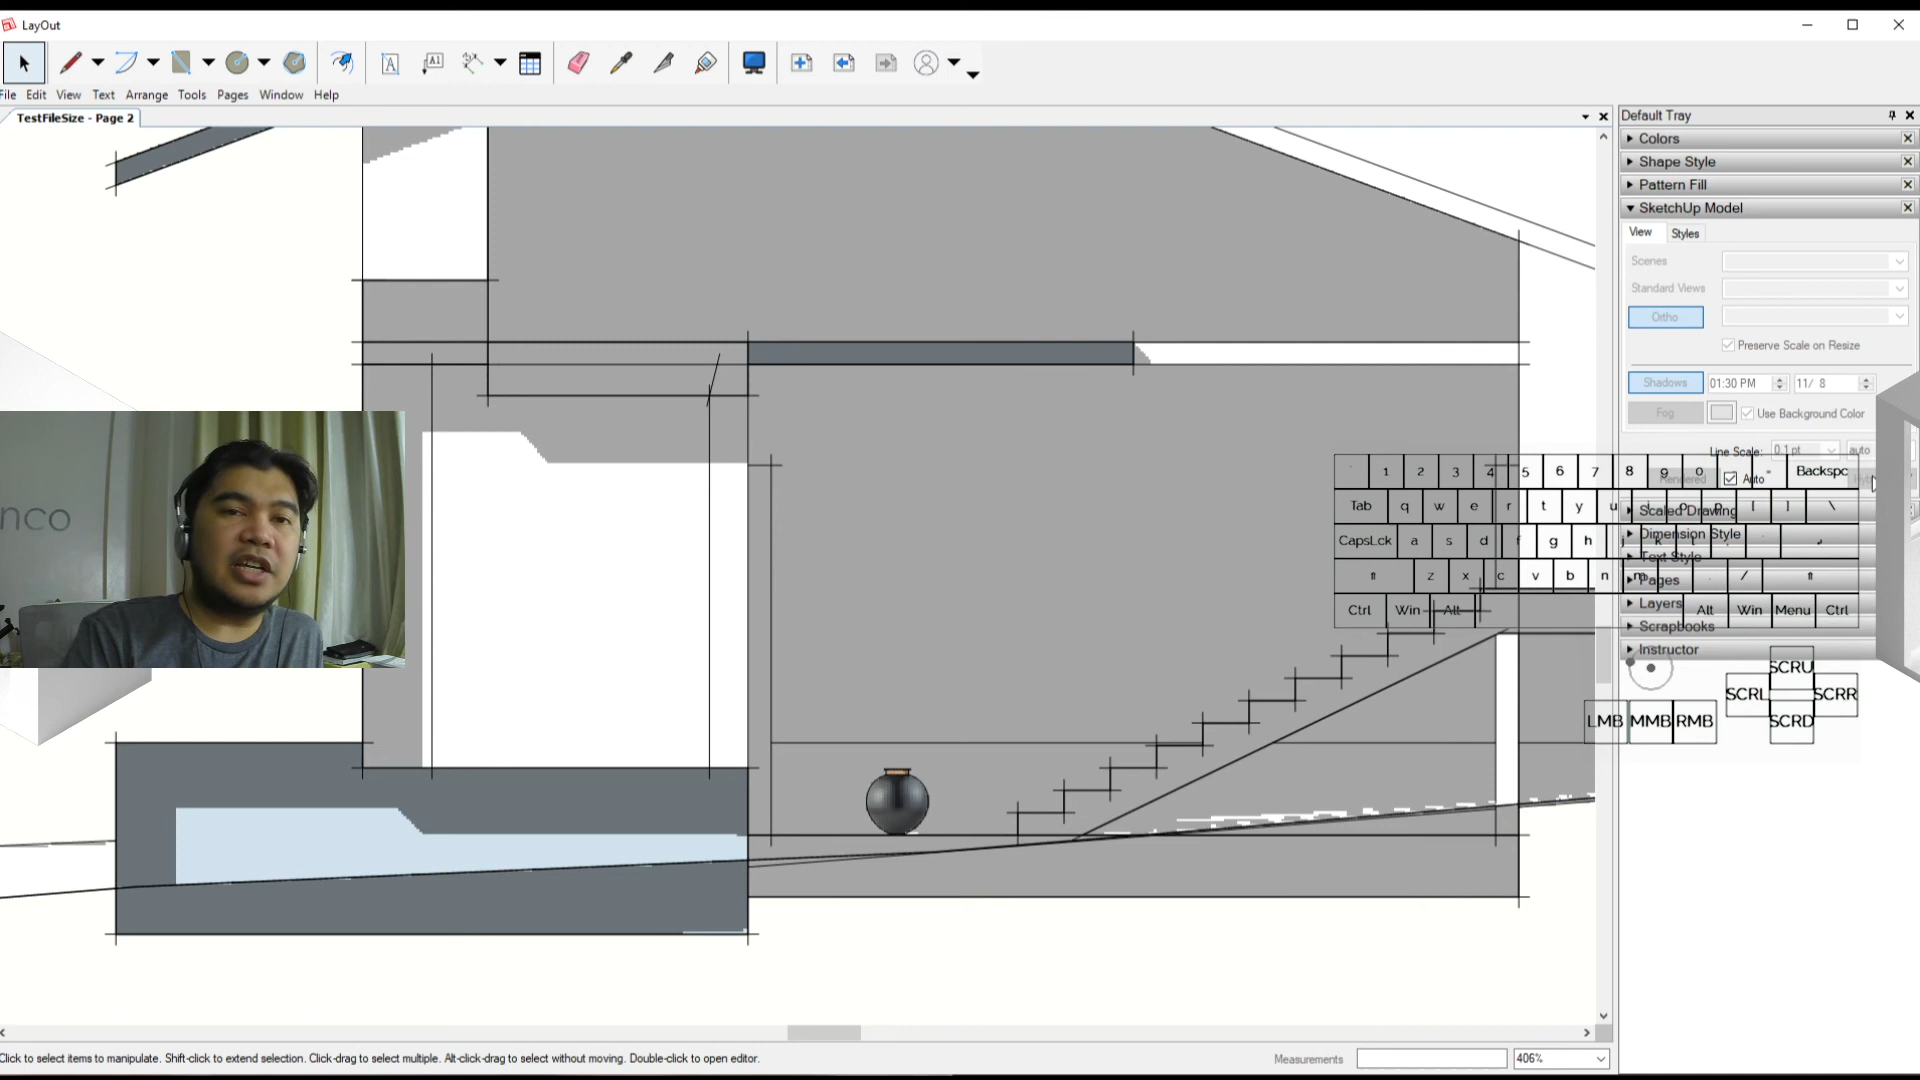 LayOut
File Edit View Text Arrange Tools Pages Window Help
TestFileSize - Page 2
Default Tray
Colors
Shape Style
Pattern Fill
SketchUp Model
View Styles
Scenes
Standard Views
Ortho
Preserve Scale on Resize
Shadows 01:30 PM 11/ 8
Fog Use Background Color
Line Scale: 0.1 pt auto
Rendered Auto
nco
` 1 2 3 4 5 6 7 8 9 0 - = Backspc
Tab q w e r t y u i o p [ ] \
Scaled Drawing
CapsLck a s d f g h j k l
Dimension Style
Text Style
z x c v b n m . /
Pages
Ctrl Win Alt Alt Win Menu Ctrl
Layers
Scrapbooks
Instructor
SCRU
SCRL SCRR
LMB MMB RMB SCRD
Click to select items to manipulate. Shift-click to extend selection. Click-drag to select multiple. Alt-click-drag to select without moving. Double-click to open editor.
Measurements 406%